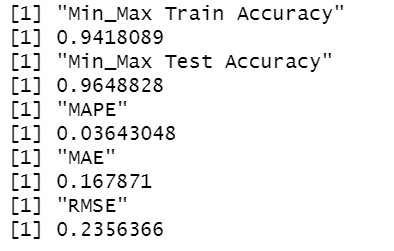 [1] "Min_Max Train Accuracy"
[1] 0.9418089
[1] "Min_Max Test Accuracy"
[1] 0.9648828
[1] "MAPE"
[1] 0.03643048
[1] "MAE"
[1] 0.167871
[1] "RMSE"
[1] 0.2356366